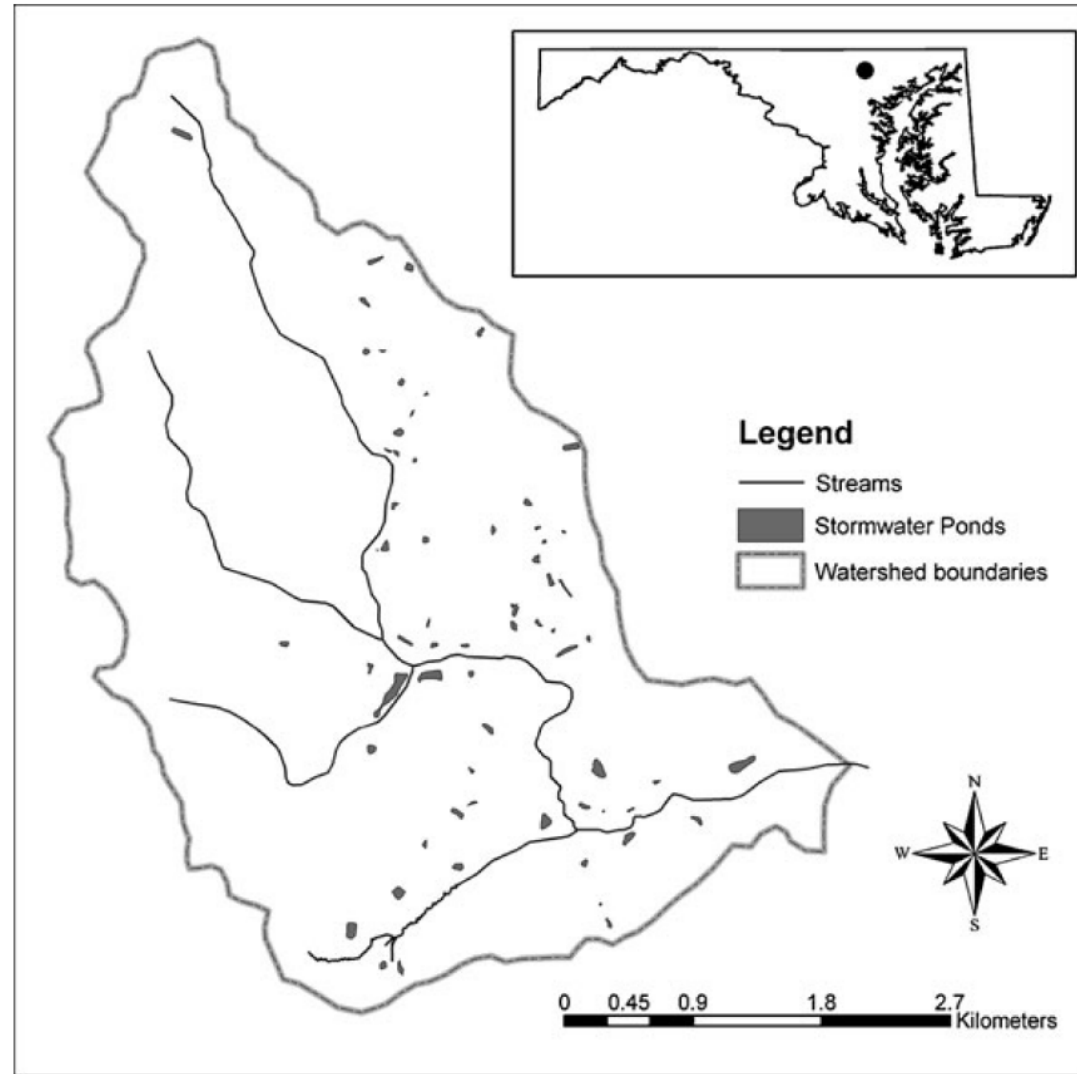 Legend
Streams
Stormwater Ponds
Watershed boundaries
N
W E
S
0 0.45 0.9 1.8 2.7
Kilometers